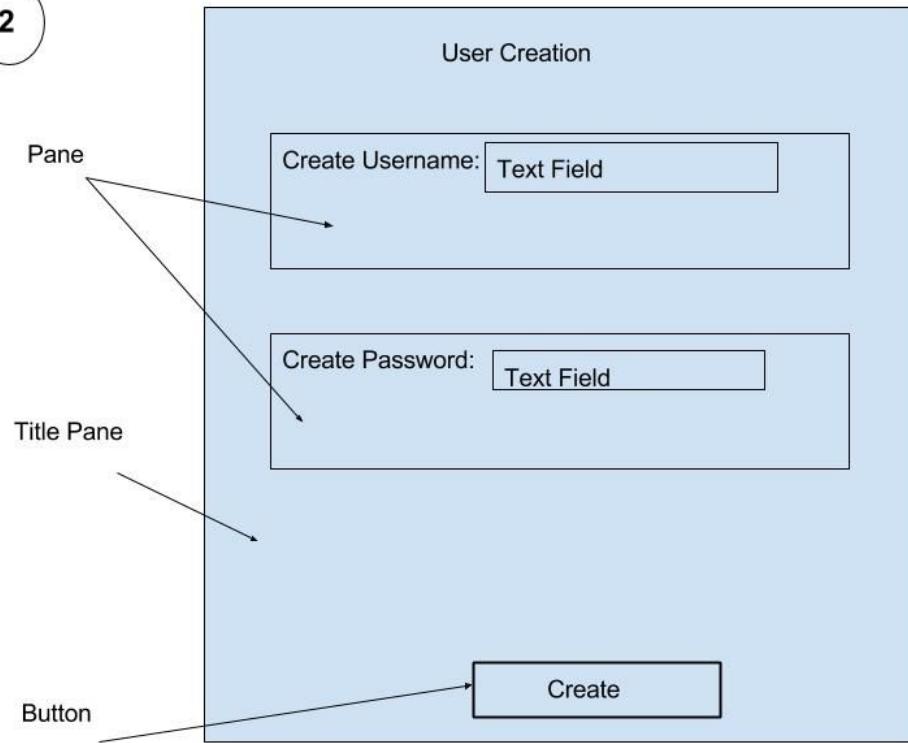 2
User Creation
Pane
Create Username:
Text Field
Create Password:
Text Field
Title Pane
Create
Button